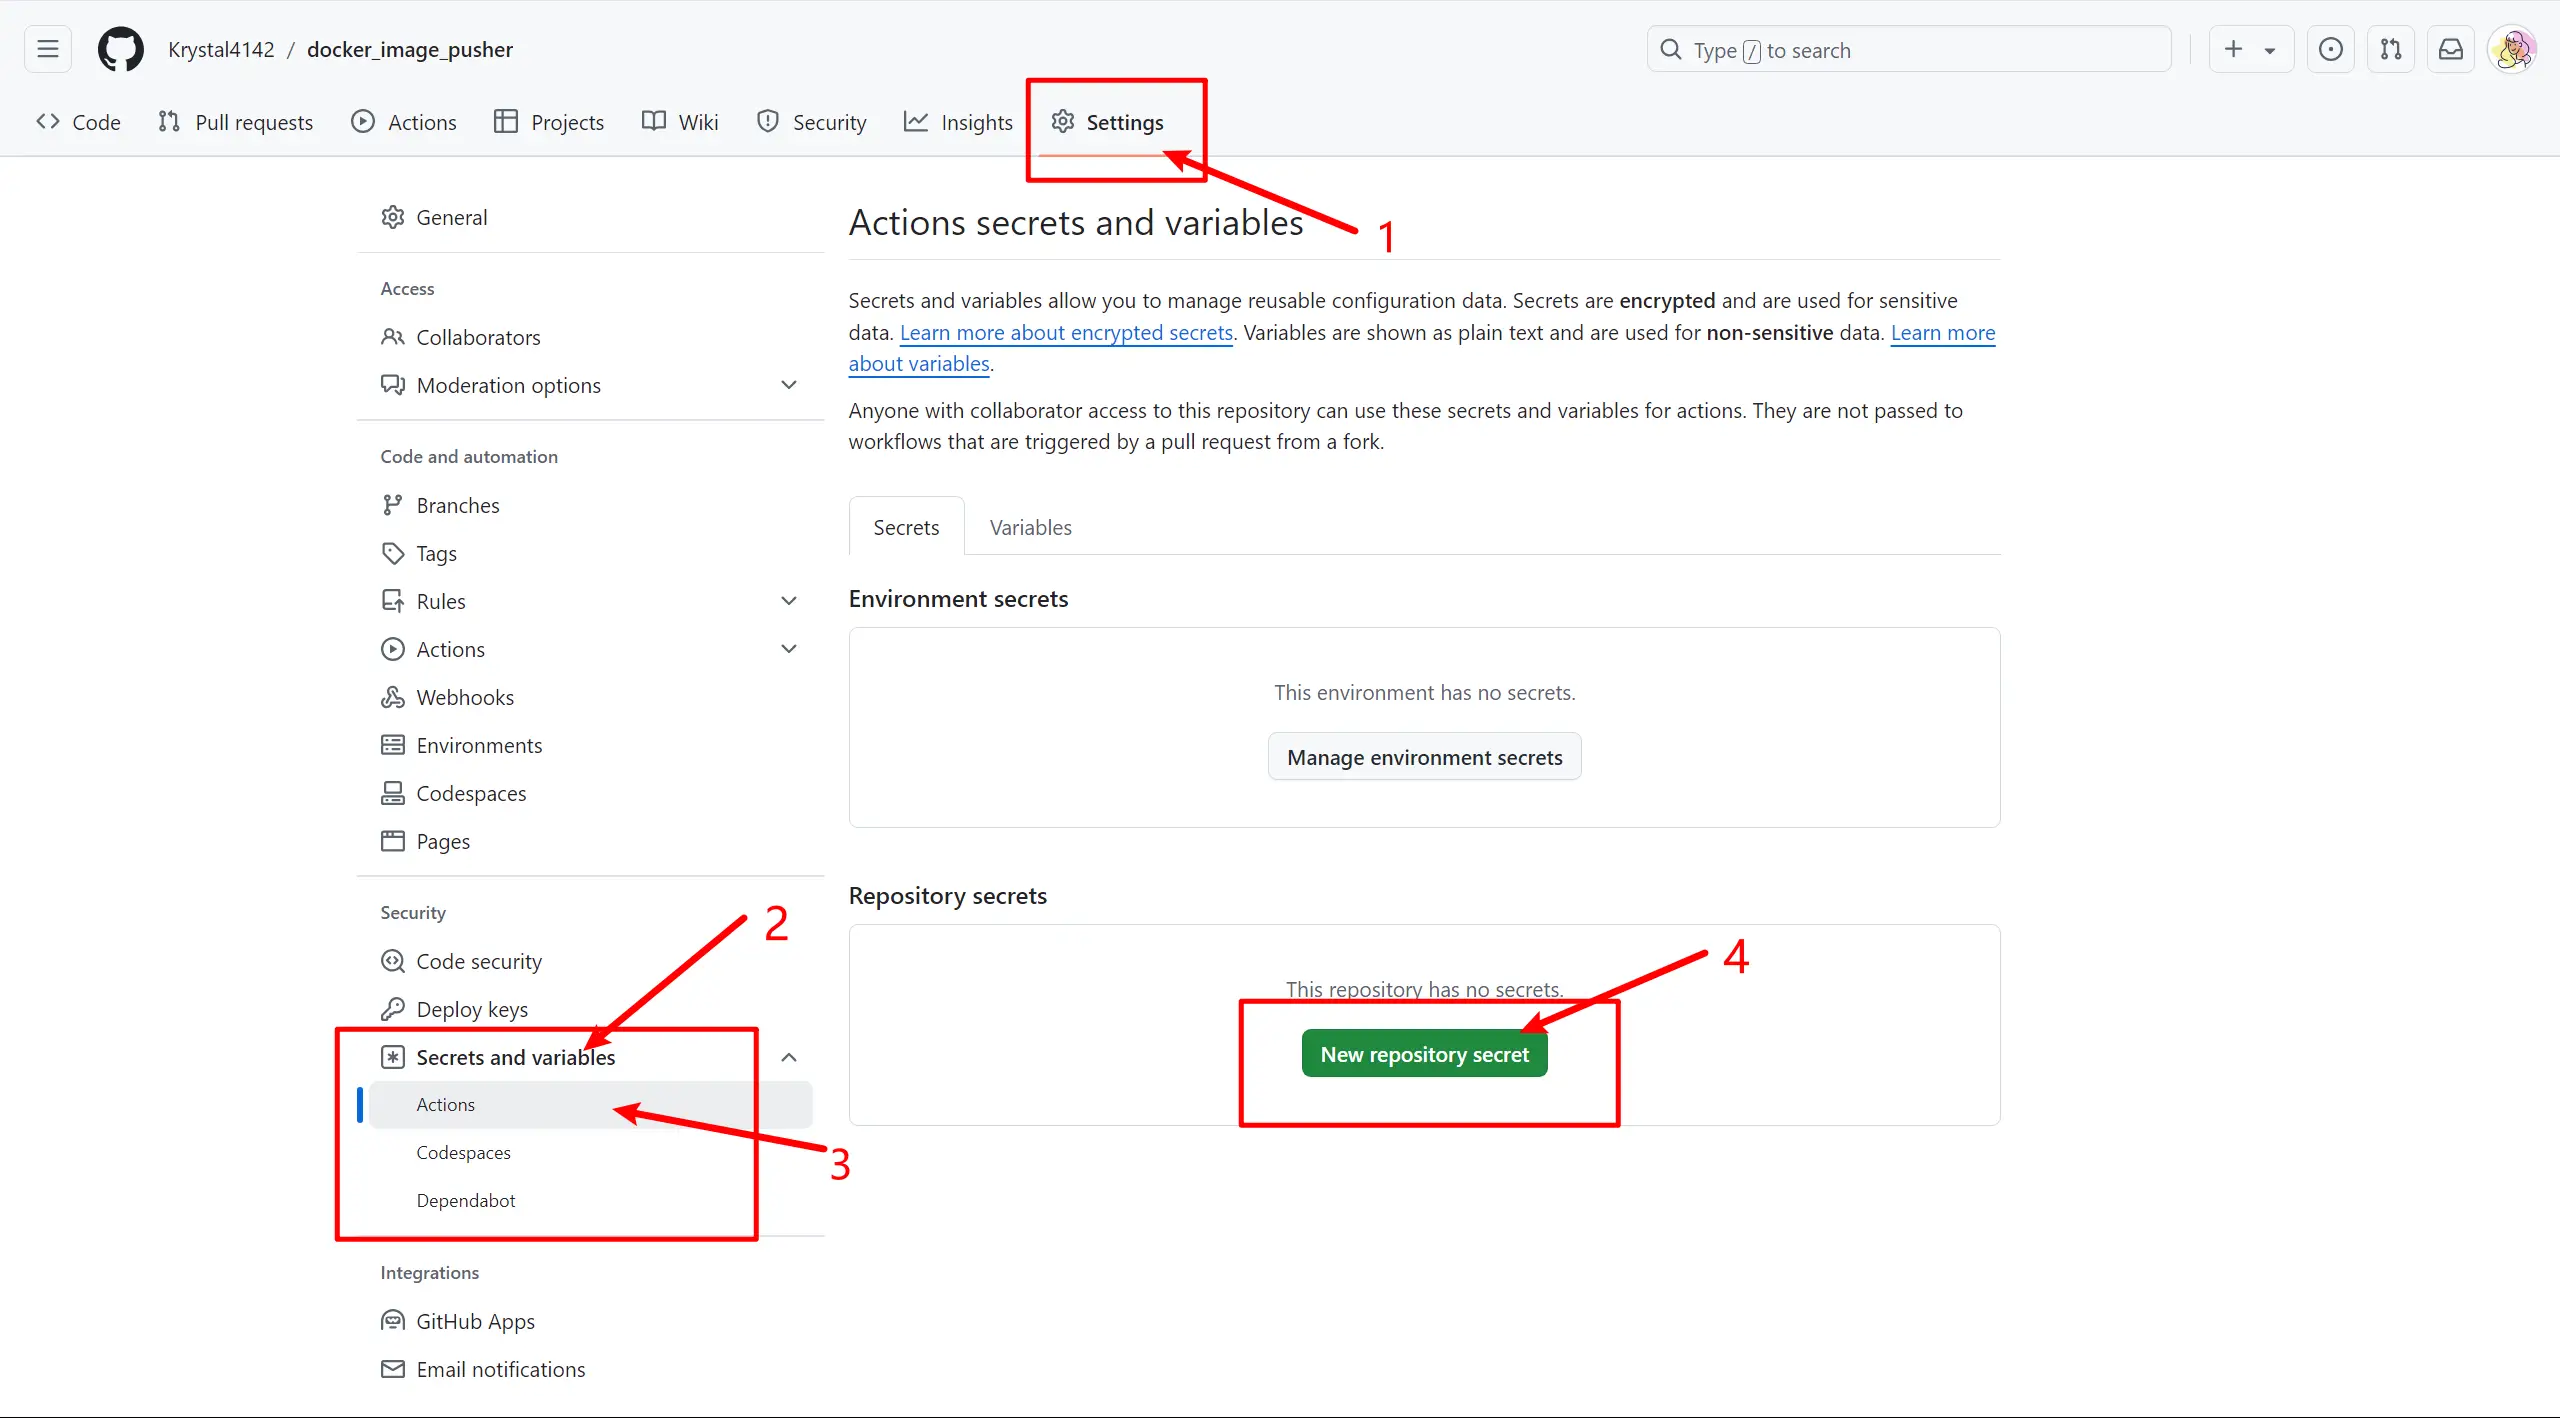 Krystal4142 / docker_image_pusher
Type / to search
Code
Pull requests
Actions
Projects
Wiki
Security
Insights
Settings
1
General
Access
Collaborators
Moderation options
Code and automation
Branches
Tags
Rules
Actions
Webhooks
Environments
Codespaces
Pages
Security
2
Code security
Deploy keys
Secrets and variables
Actions
3
Codespaces
Dependabot
Integrations
GitHub Apps
Email notifications
Actions secrets and variables
Secrets and variables allow you to manage reusable configuration data. Secrets are encrypted and are used for sensitive
data. Learn more about encrypted secrets. Variables are shown as plain text and are used for non-sensitive data. Learn more
about variables.
Anyone with collaborator access to this repository can use these secrets and variables for actions. They are not passed to
workflows that are triggered by a pull request from a fork.
Secrets
Variables
Environment secrets
This environment has no secrets.
Manage environment secrets
Repository secrets
4
This repository has no secrets.
New repository secret